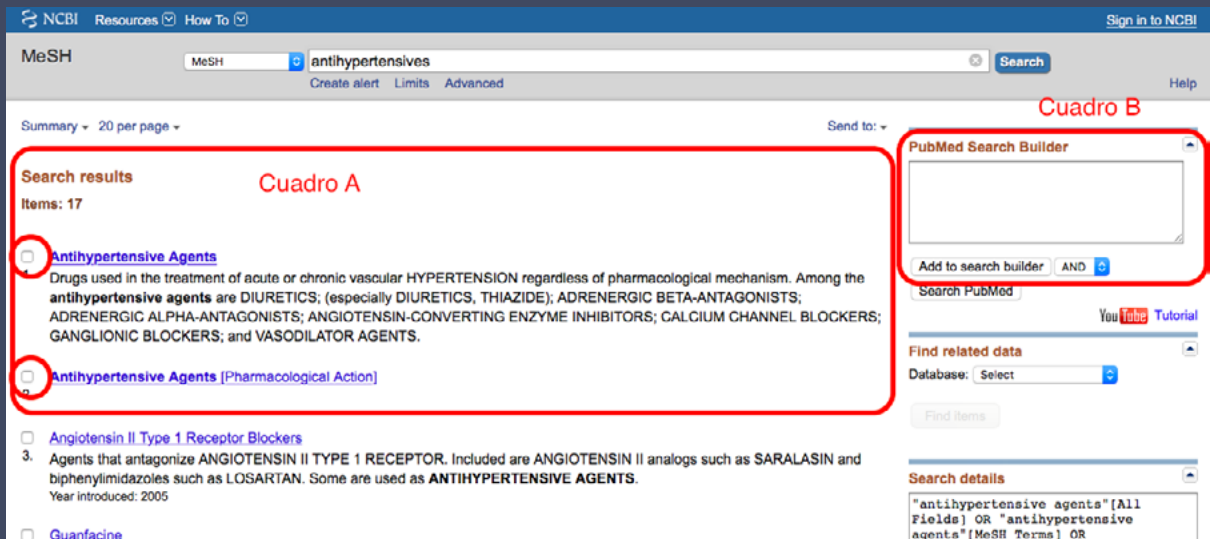 NCBI Resources How To Sign in to NCBI
MeSH MeSH antihypertensives Search
Create alert Limits Advanced Help
Summary 20 per page Send to:
Cuadro B
PubMed Search Builder
Add to search builder AND
Search PubMed
You Tube Tutorial
Find related data
Database: Select
Find items
Search details
"antihypertensive agents"[All
Fields] OR "antihypertensive
agents"[MeSH Terms] OR
Cuadro A
Search results
Items: 17
Antihypertensive Agents
1. Drugs used in the treatment of acute or chronic vascular HYPERTENSION regardless of pharmacological mechanism. Among the
antihypertensive agents are DIURETICS; (especially DIURETICS, THIAZIDE); ADRENERGIC BETA-ANTAGONISTS;
ADRENERGIC ALPHA-ANTAGONISTS; ANGIOTENSIN-CONVERTING ENZYME INHIBITORS; CALCIUM CHANNEL BLOCKERS;
GANGLIONIC BLOCKERS; and VASODILATOR AGENTS.
Antihypertensive Agents [Pharmacological Action]
Angiotensin II Type 1 Receptor Blockers
3. Agents that antagonize ANGIOTENSIN II TYPE 1 RECEPTOR. Included are ANGIOTENSIN II analogs such as SARALASIN and
biphenylimidazoles such as LOSARTAN. Some are used as ANTIHYPERTENSIVE AGENTS.
Year introduced: 2005
Guanfacine